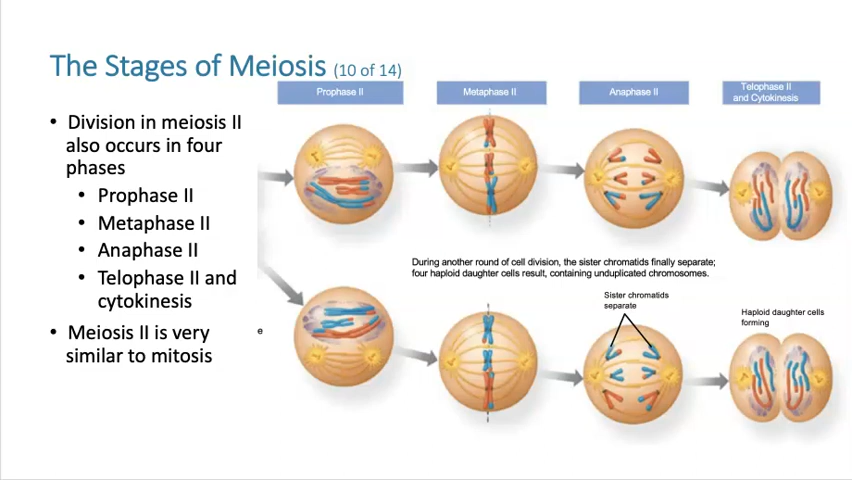 The Stages of Meiosis (10 of 14)
• Division in meiosis II
also occurs in four
phases
• Prophase II
• Metaphase II
• Anaphase II
• Telophase II and
cytokinesis
• Meiosis II is very
similar to mitosis
Prophase II
Metaphase II
Anaphase II
Telophase II
and Cytokinesis
During another round of cell division, the sister chromatids finally separate;
four haploid daughter cells result, containing unduplicated chromosomes.
Sister chromatids
separate
Haploid daughter cells
forming
e